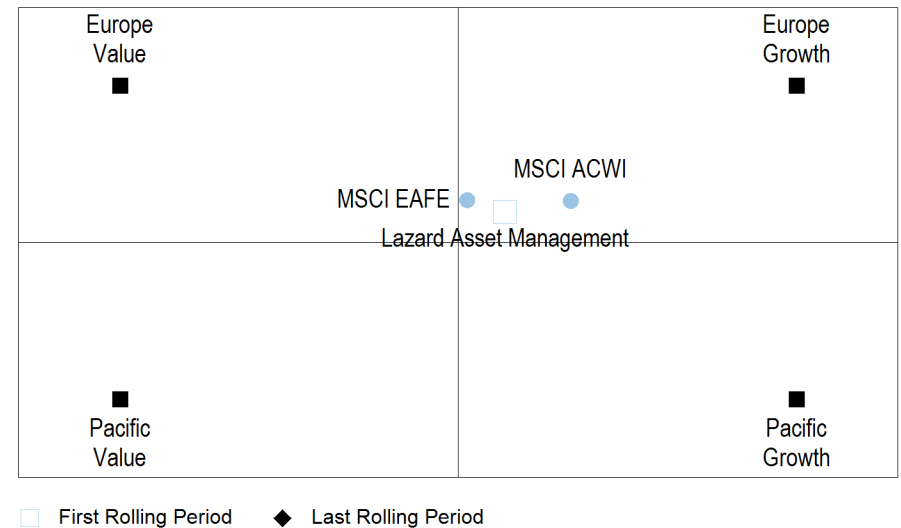 Europe
Value
Europe
Growth
MSCI ACWI
MSCI EAFE
Lazard Asset Management
Pacific
Value
Pacific
Growth
First Rolling Period
Last Rolling Period